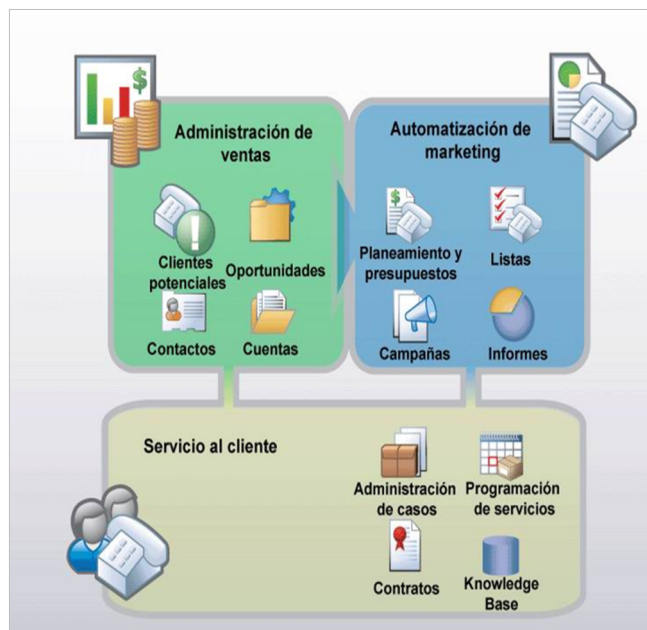 Administración de
ventas
Clientes
potenciales
Oportunidades
Contactos
Cuentas
Automatización de
marketing
Planeamiento y
presupuestos
Listas
Campañas
Informes
Servicio al cliente
Administración
de casos
Programación
de servicios
Contratos
Knowledge
Base